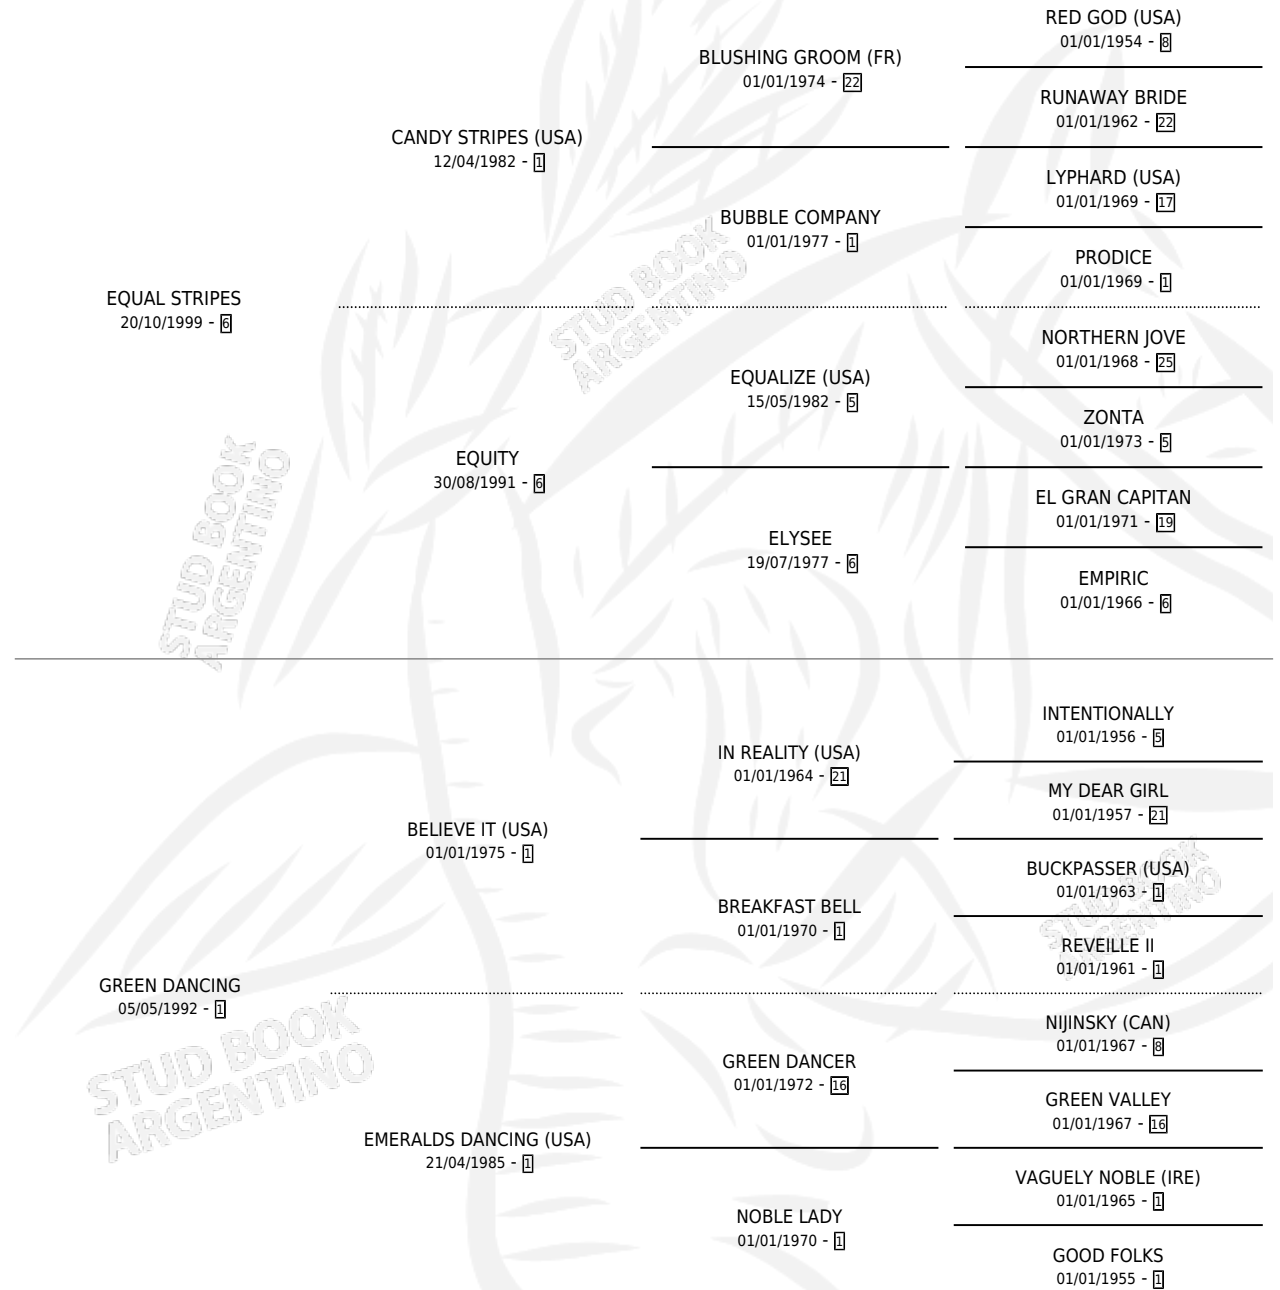 RED GOD (USA)
01/01/1954 - 8
BLUSHING GROOM (FR)
01/01/1974 - 22
RUNAWAY BRIDE
01/01/1962 - 22
CANDY STRIPES (USA)
12/04/1982 - 1
LYPHARD (USA)
01/01/1969 - 17
BUBBLE COMPANY
01/01/1977 - 1
PRODICE
01/01/1969 - 1
EQUAL STRIPES
20/10/1999 - 6
NORTHERN JOVE
01/01/1968 - 25
EQUALIZE (USA)
15/05/1982 - 5
ZONTA
01/01/1973 - 5
EQUITY
30/08/1991 - 6
EL GRAN CAPITAN
01/01/1971 - 19
ELYSEE
19/07/1977 - 6
EMPIRIC
01/01/1966 - 6
INTENTIONALLY
01/01/1956 - 5
IN REALITY (USA)
01/01/1964 - 21
MY DEAR GIRL
01/01/1957 - 21
BELIEVE IT (USA)
01/01/1975 - 1
BUCKPASSER (USA)
01/01/1963 - 1
BREAKFAST BELL
01/01/1970 - 1
REVEILLE II
01/01/1961 - 1
GREEN DANCING
05/05/1992 - 1
NIJINSKY (CAN)
01/01/1967 - 8
GREEN DANCER
01/01/1972 - 16
GREEN VALLEY
01/01/1967 - 16
EMERALDS DANCING (USA)
21/04/1985 - 1
VAGUELY NOBLE (IRE)
01/01/1965 - 1
NOBLE LADY
01/01/1970 - 1
GOOD FOLKS
01/01/1955 - 1
STUD BOOK
ARGENTINO
STUD BOOK
ARGENTINO
STUD BOOK
ARGENTINO
STUD BOOK
ARGENTINO